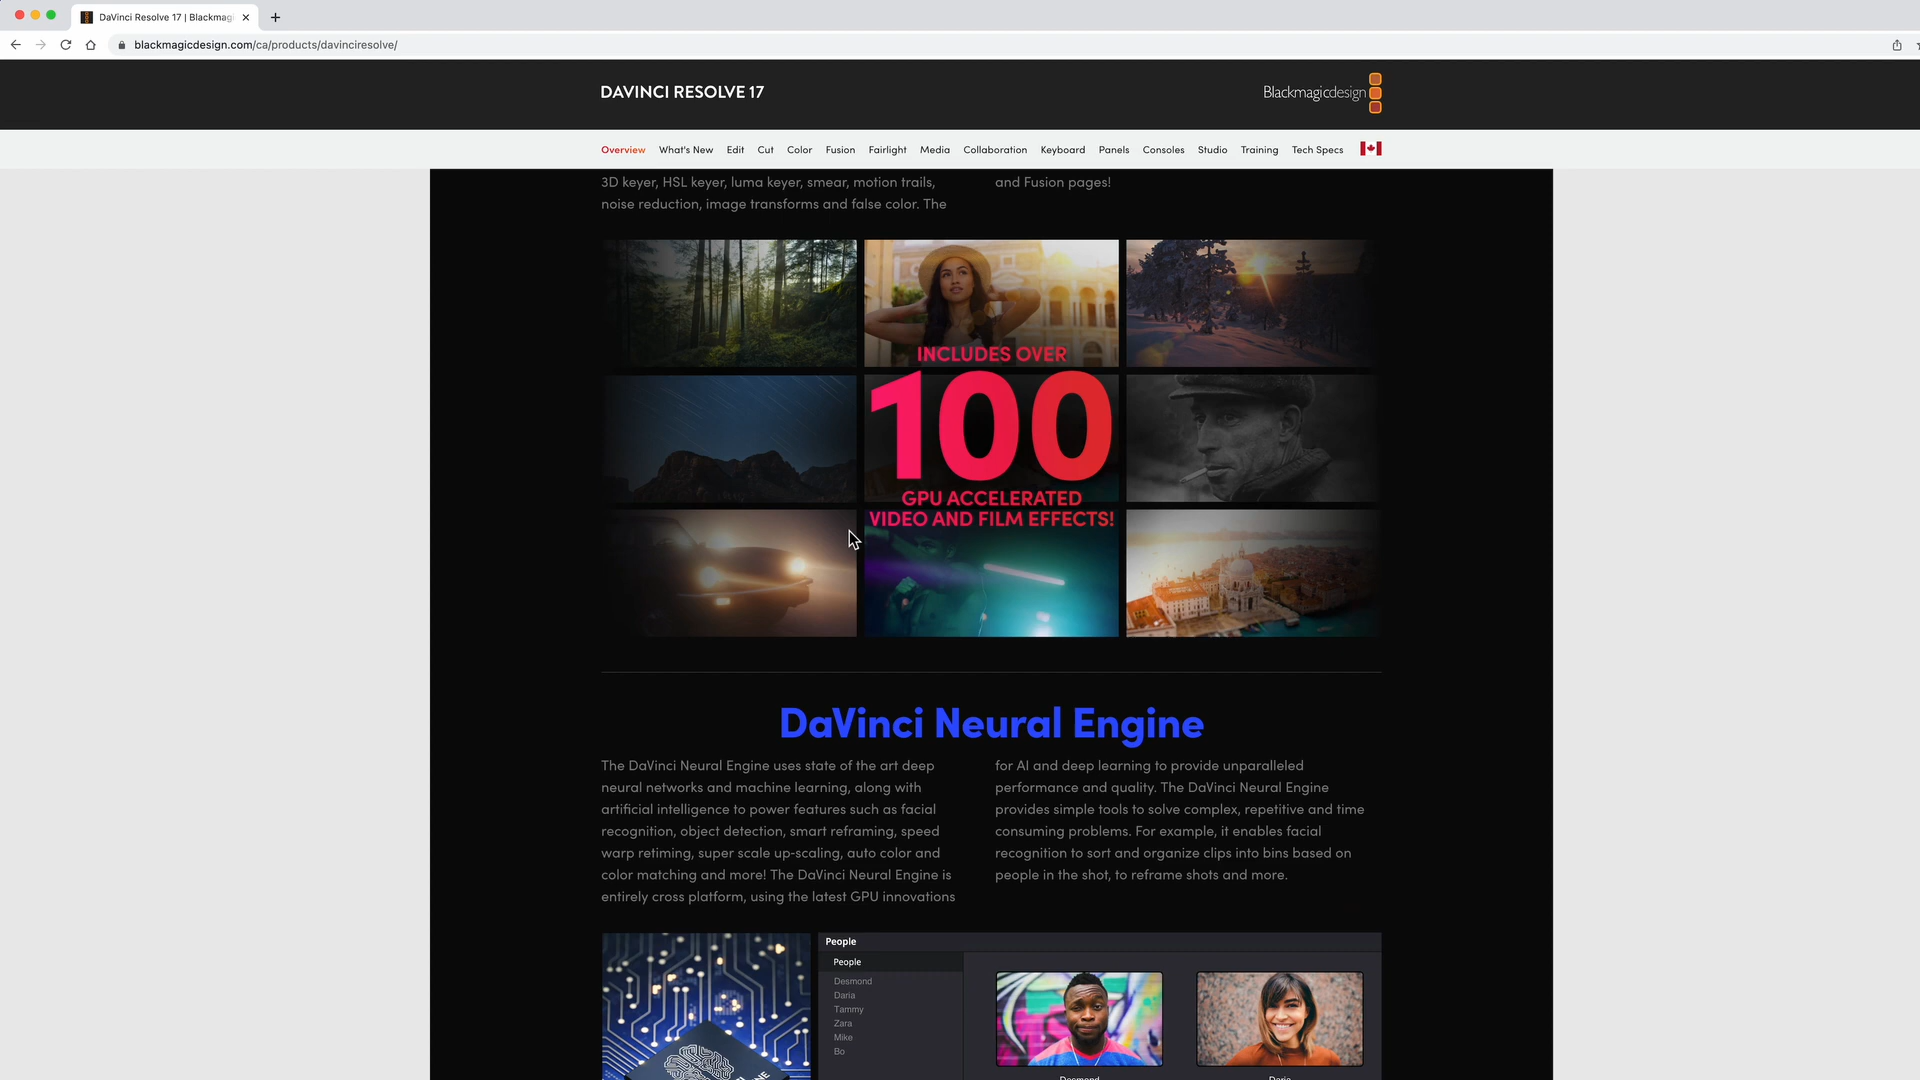 DaVinci Resolve 17 | Blackmagi
blackmagicdesign.com/ca/products/davinciresolve/
DAVINCI RESOLVE 17
Blackmagicdesign
Overview What's New Edit Cut Color Fusion Fairlight Media Collaboration Keyboard Panels Consoles Studio Training Tech Specs
3D keyer, HSL keyer, luma keyer, smear, motion trails,
noise reduction, image transforms and false color. The
and Fusion pages!
INCLUDES OVER
100
GPU ACCELERATED
VIDEO AND FILM EFFECTS!
DaVinci Neural Engine
The DaVinci Neural Engine uses state of the art deep
neural networks and machine learning, along with
artificial intelligence to power features such as facial
recognition, object detection, smart reframing, speed
warp retiming, super scale up-scaling, auto color and
color matching and more! The DaVinci Neural Engine is
entirely cross platform, using the latest GPU innovations
for AI and deep learning to provide unparalleled
performance and quality. The DaVinci Neural Engine
provides simple tools to solve complex, repetitive and time
consuming problems. For example, it enables facial
recognition to sort and organize clips into bins based on
people in the shot, to reframe shots and more.
People
People
Desmond
Daria
Tammy
Zara
Mike
Bo
Desmond
Daria